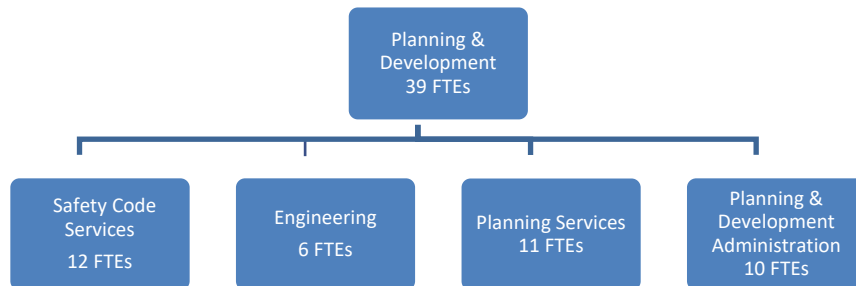 Planning &
Development
39 FTEs
Safety Code
Services
12 FTEs
Engineering
6 FTEs
Planning Services
11 FTEs
Planning &
Development
Administration
10 FTEs